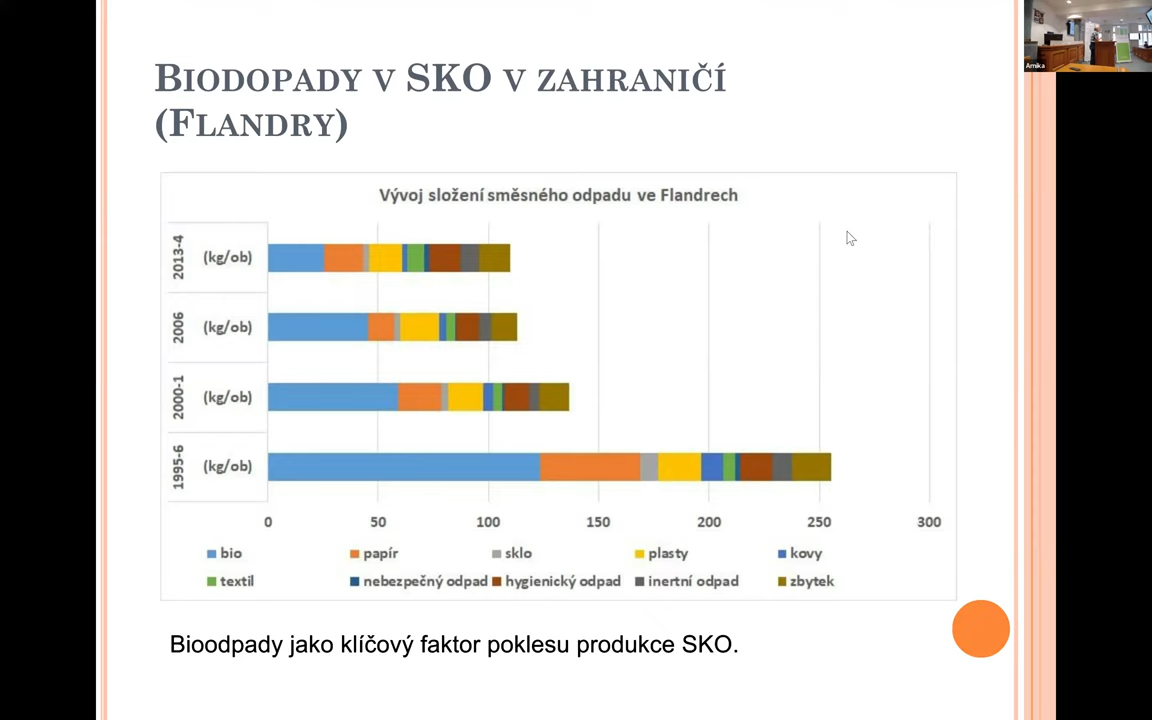 Biodopady v SKO v zahraničí
(Flandry)
Arnika
Vývoj složení směsného odpadu ve Flandrech
2013-4 (kg/ob)
2006 (kg/ob)
2000-1 (kg/ob)
1995-6 (kg/ob)
0 50 100 150 200 250 300
bio papír sklo plasty kovy
textil nebezpečný odpad hygienický odpad inertní odpad zbytek
Bioodpady jako klíčový faktor poklesu produkce SKO.